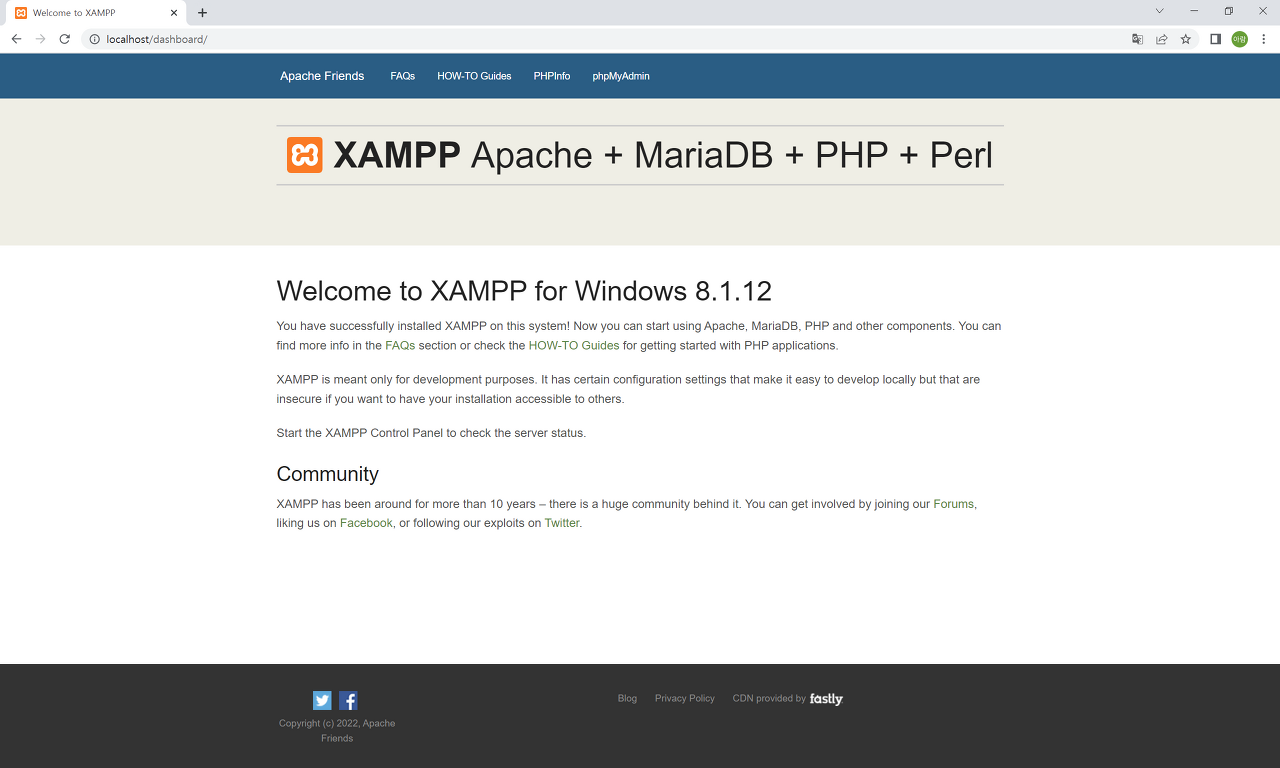 Welcome to XAMPP
localhost/dashboard/
아람
Apache Friends FAQs HOW-TO Guides PHPInfo phpMyAdmin
XAMPP Apache + MariaDB + PHP + Perl
Welcome to XAMPP for Windows 8.1.12
You have successfully installed XAMPP on this system! Now you can start using Apache, MariaDB, PHP and other components. You can
find more info in the FAQs section or check the HOW-TO Guides for getting started with PHP applications.
XAMPP is meant only for development purposes. It has certain configuration settings that make it easy to develop locally but that are
insecure if you want to have your installation accessible to others.
Start the XAMPP Control Panel to check the server status.
Community
XAMPP has been around for more than 10 years – there is a huge community behind it. You can get involved by joining our Forums,
liking us on Facebook, or following our exploits on Twitter.
Blog Privacy Policy CDN provided by fastly
Copyright (c) 2022, Apache
Friends